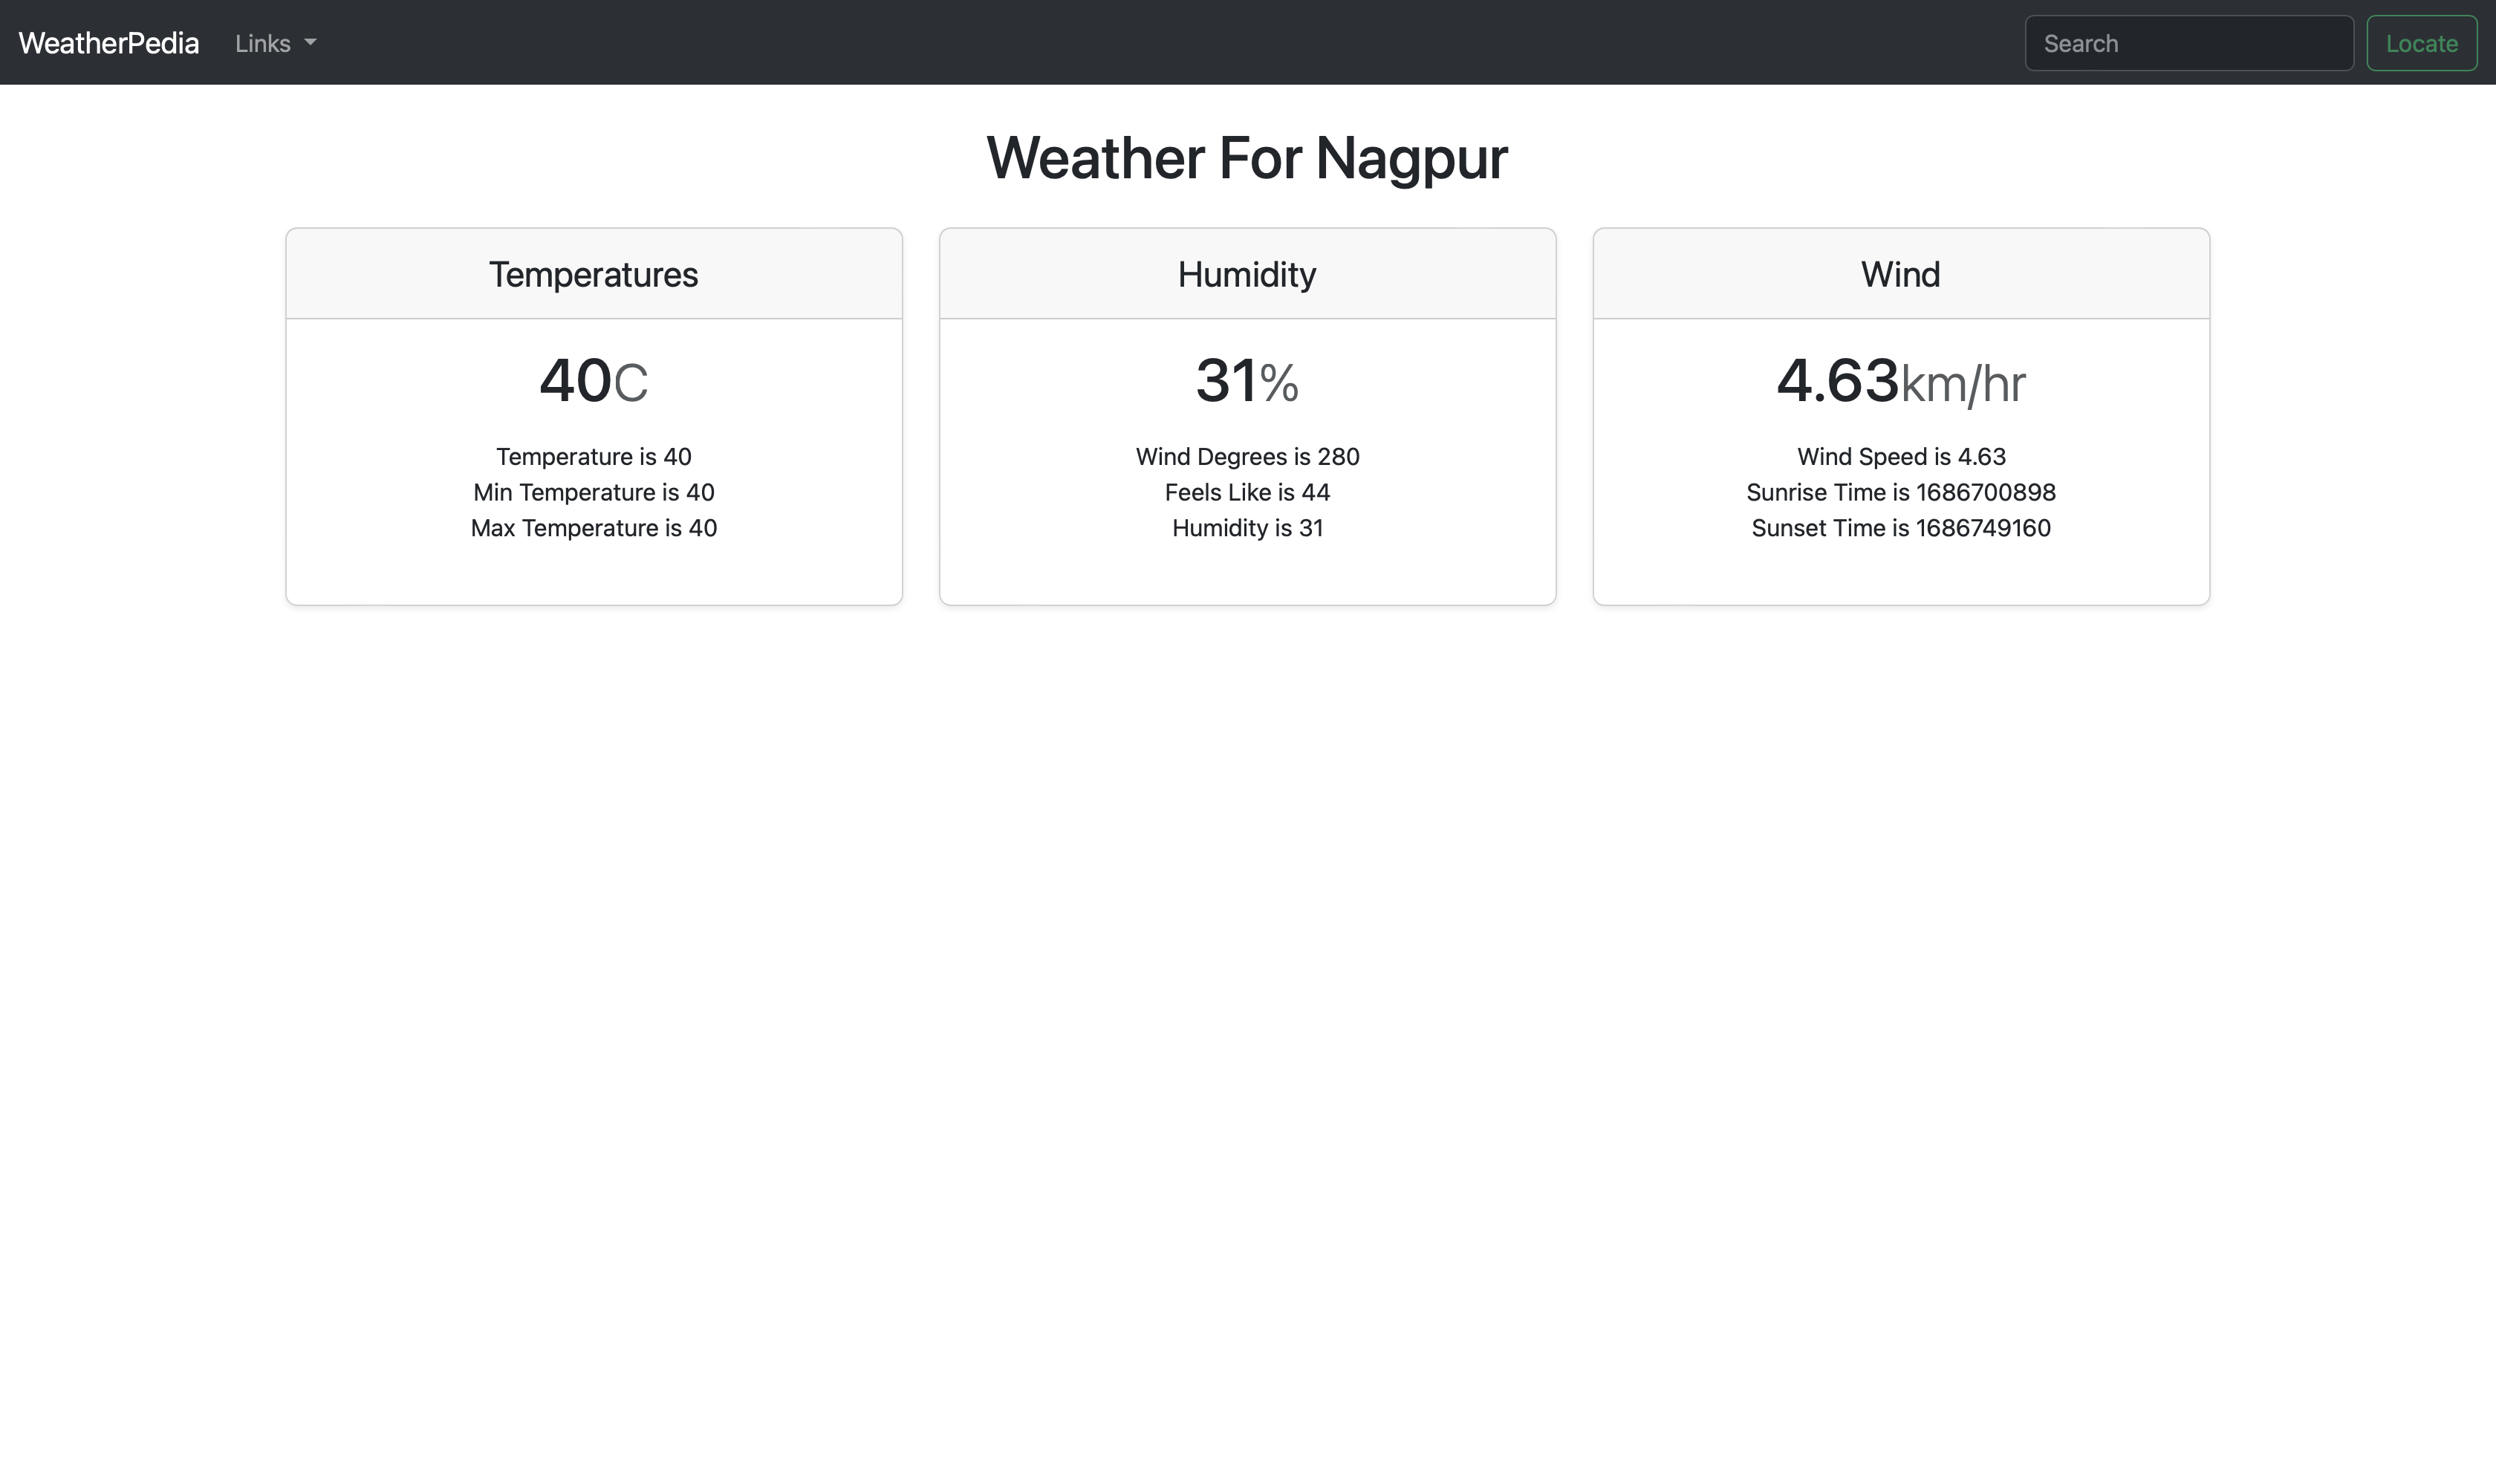 WeatherPedia Links Search Locate
Weather For Nagpur
Temperatures
40C
Temperature is 40
Min Temperature is 40
Max Temperature is 40
Humidity
31%
Wind Degrees is 280
Feels Like is 44
Humidity is 31
Wind
4.63km/hr
Wind Speed is 4.63
Sunrise Time is 1686700898
Sunset Time is 1686749160